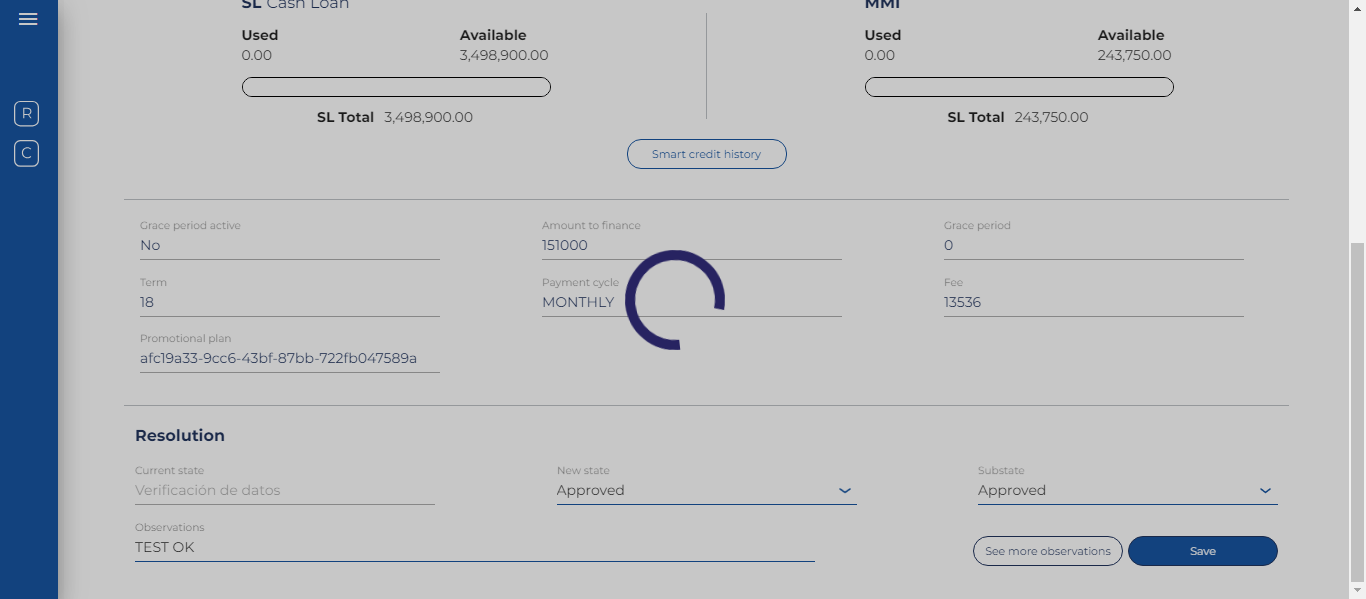 SL Cash Loan
MMI
Used
Available
Used
Available
0.00
3,498,900.00
0.00
243,750.00
SL Total 3,498,900.00
SL Total 243,750.00
R
C
Smart credit history
Grace period active
Amount to finance
Grace period
No
151000
0
Term
Payment cycle
Fee
18
MONTHLY
13536
Promotional plan
afc19a33-9cc6-43bf-87bb-722fb047589a
Resolution
Current state
New state
Substate
Verificación de datos
Approved
Approved
Observations
TEST OK
See more observations
Save